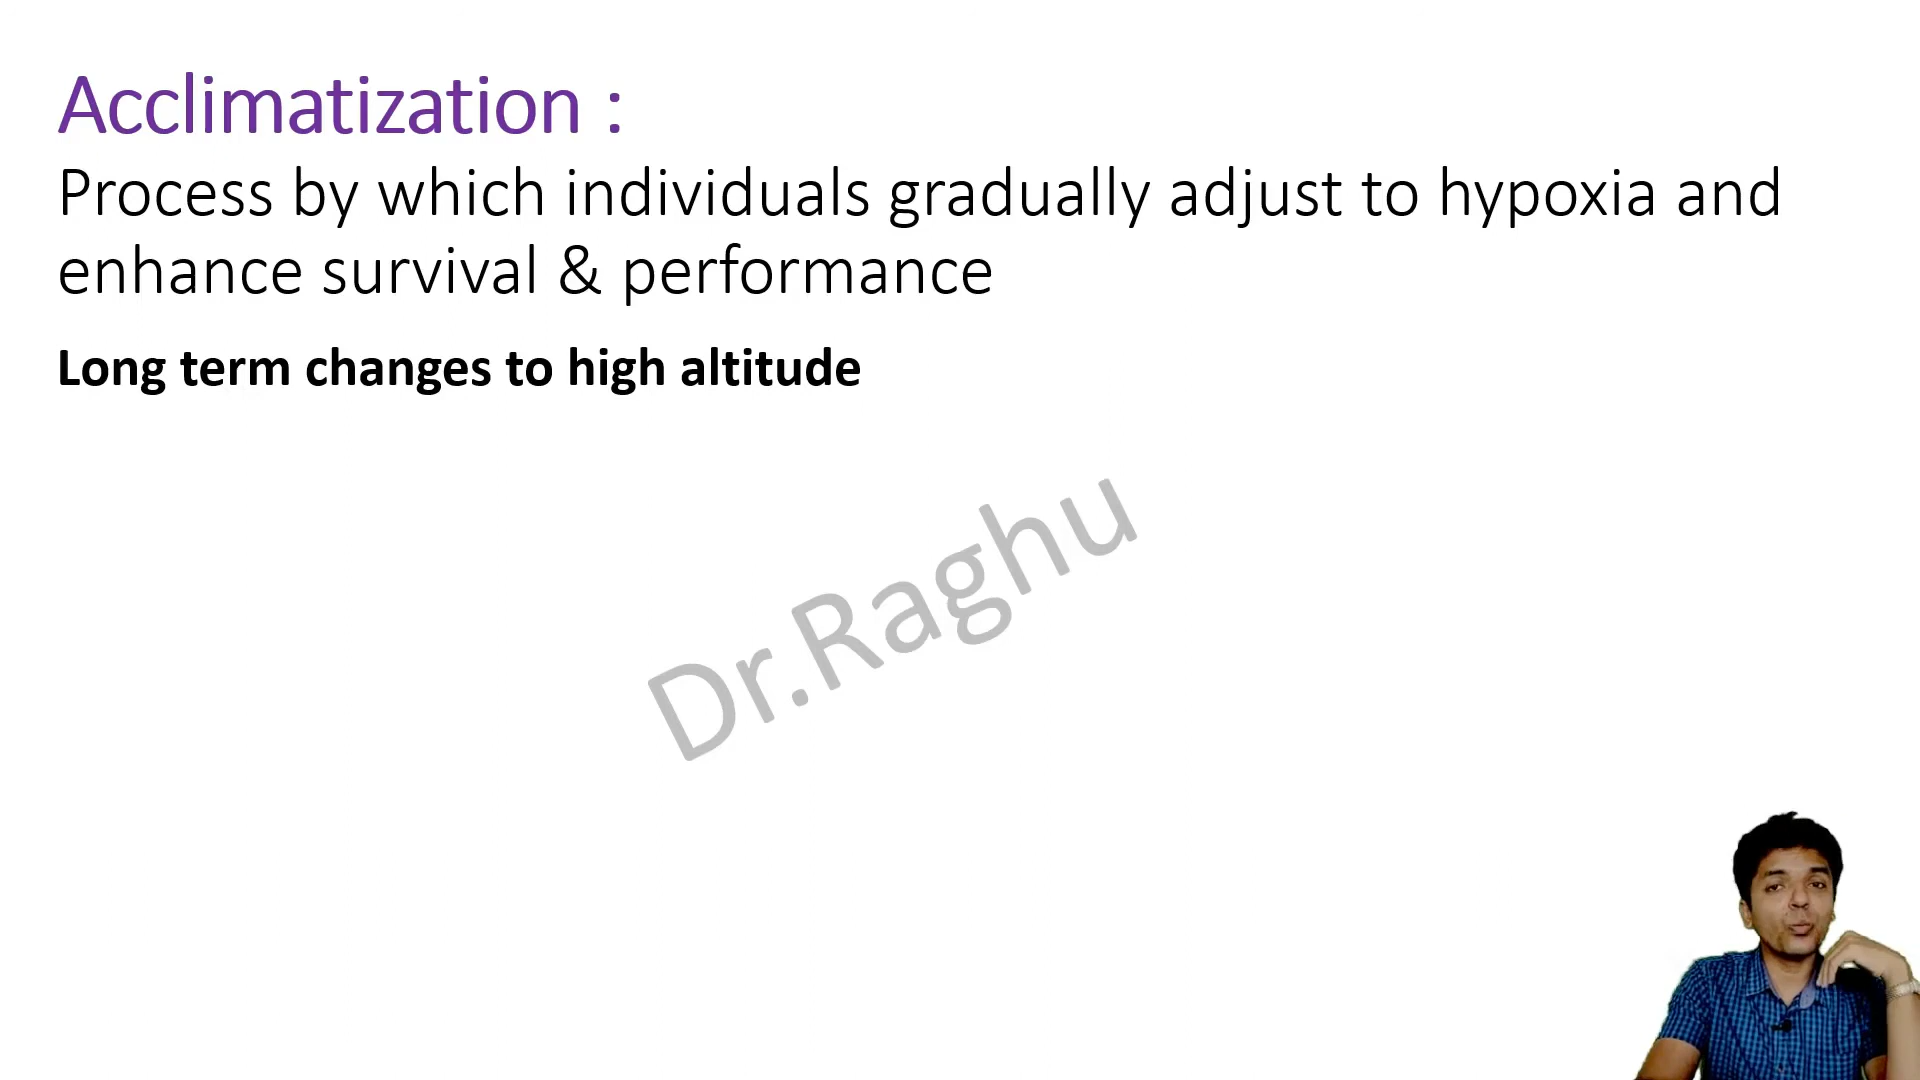 Acclimatization :
Process by which individuals gradually adjust to hypoxia and
enhance survival & performance
Long term changes to high altitude
Dr.Raghu